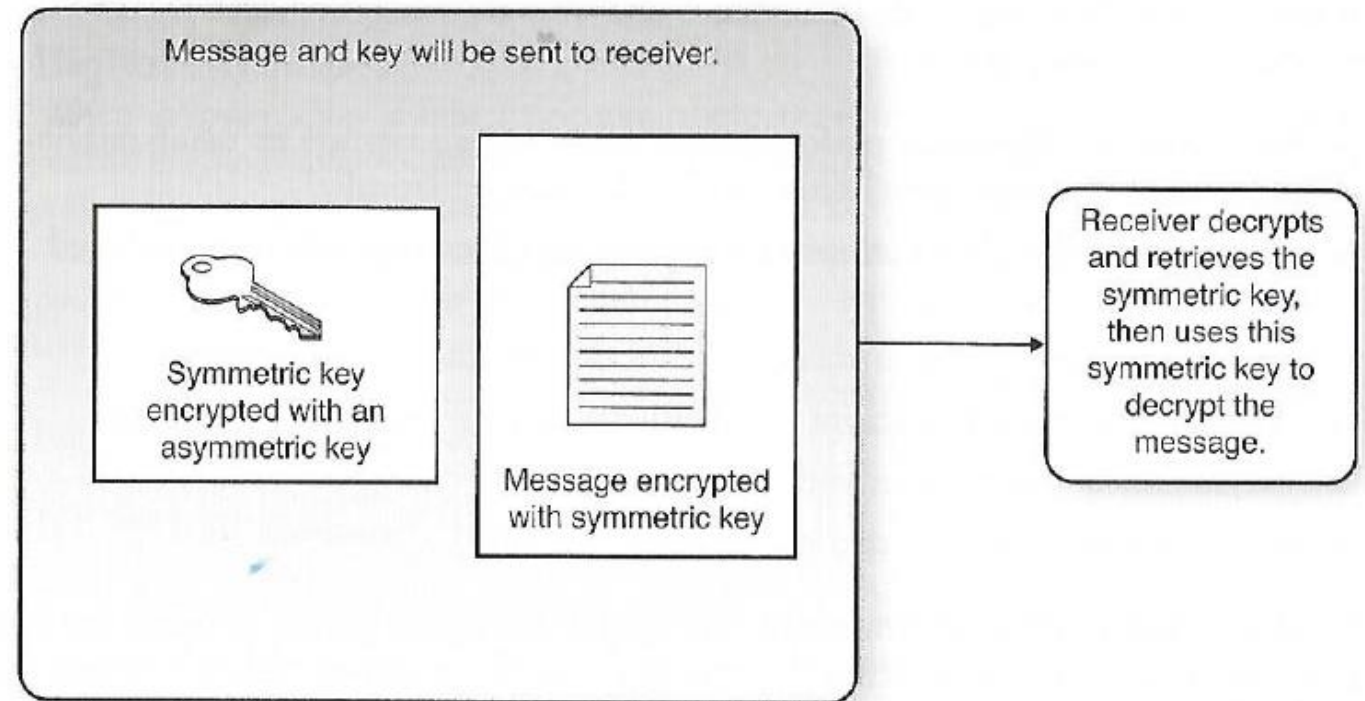 Message and key will be sent to receiver.
Symmetric key
encrypted with an
asymmetric key
Message encrypted
with symmetric key
Receiver decrypts
and retrieves the
symmetric key,
then uses this
symmetric key to
decrypt the
message.